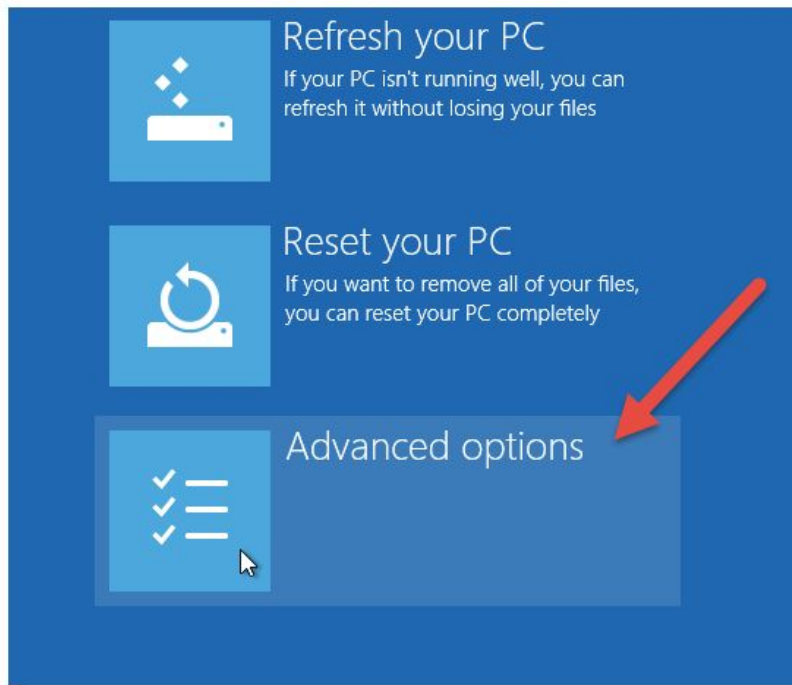 Refresh your PC
If your PC isn't running well, you can
refresh it without losing your files
Reset your PC
If you want to remove all of your files,
you can reset your PC completely
Advanced options